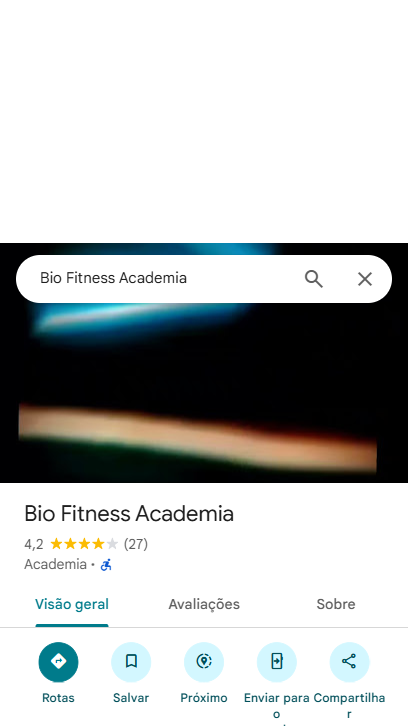 Bio Fitness Academia
Bio Fitness Academia
4,2 (27)
Academia ·
Visão geral Avaliações Sobre
Rotas Salvar Próximo Enviar para o Compartilhar